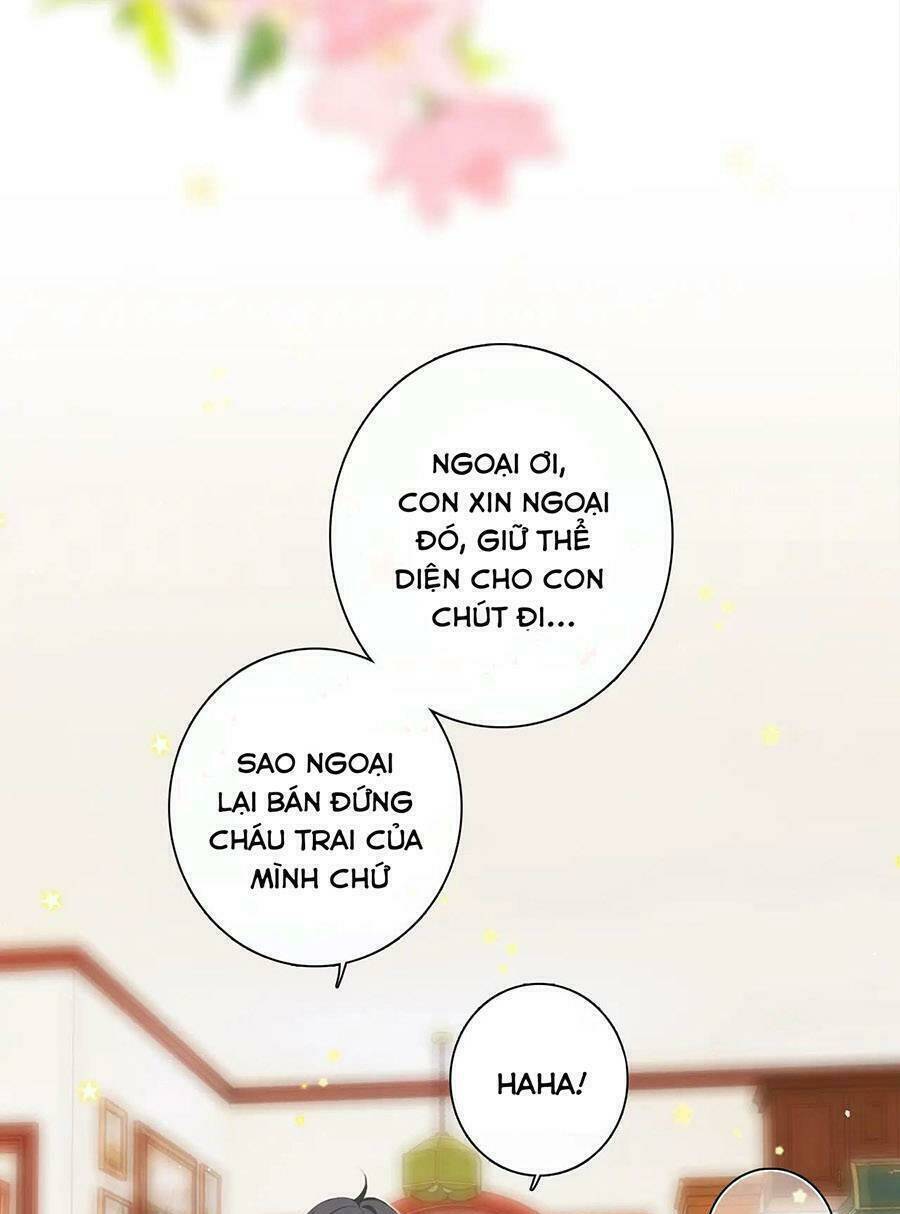 NGOẠI ƠI,
CON XIN NGOẠI
ĐÓ, GIỮ THỂ
DIỆN CHO CON
CHÚT ĐI...
SAO NGOẠI
LẠI BÁN ĐỨNG
CHÁU TRAI CỦA
MÌNH CHỨ
HAHA!